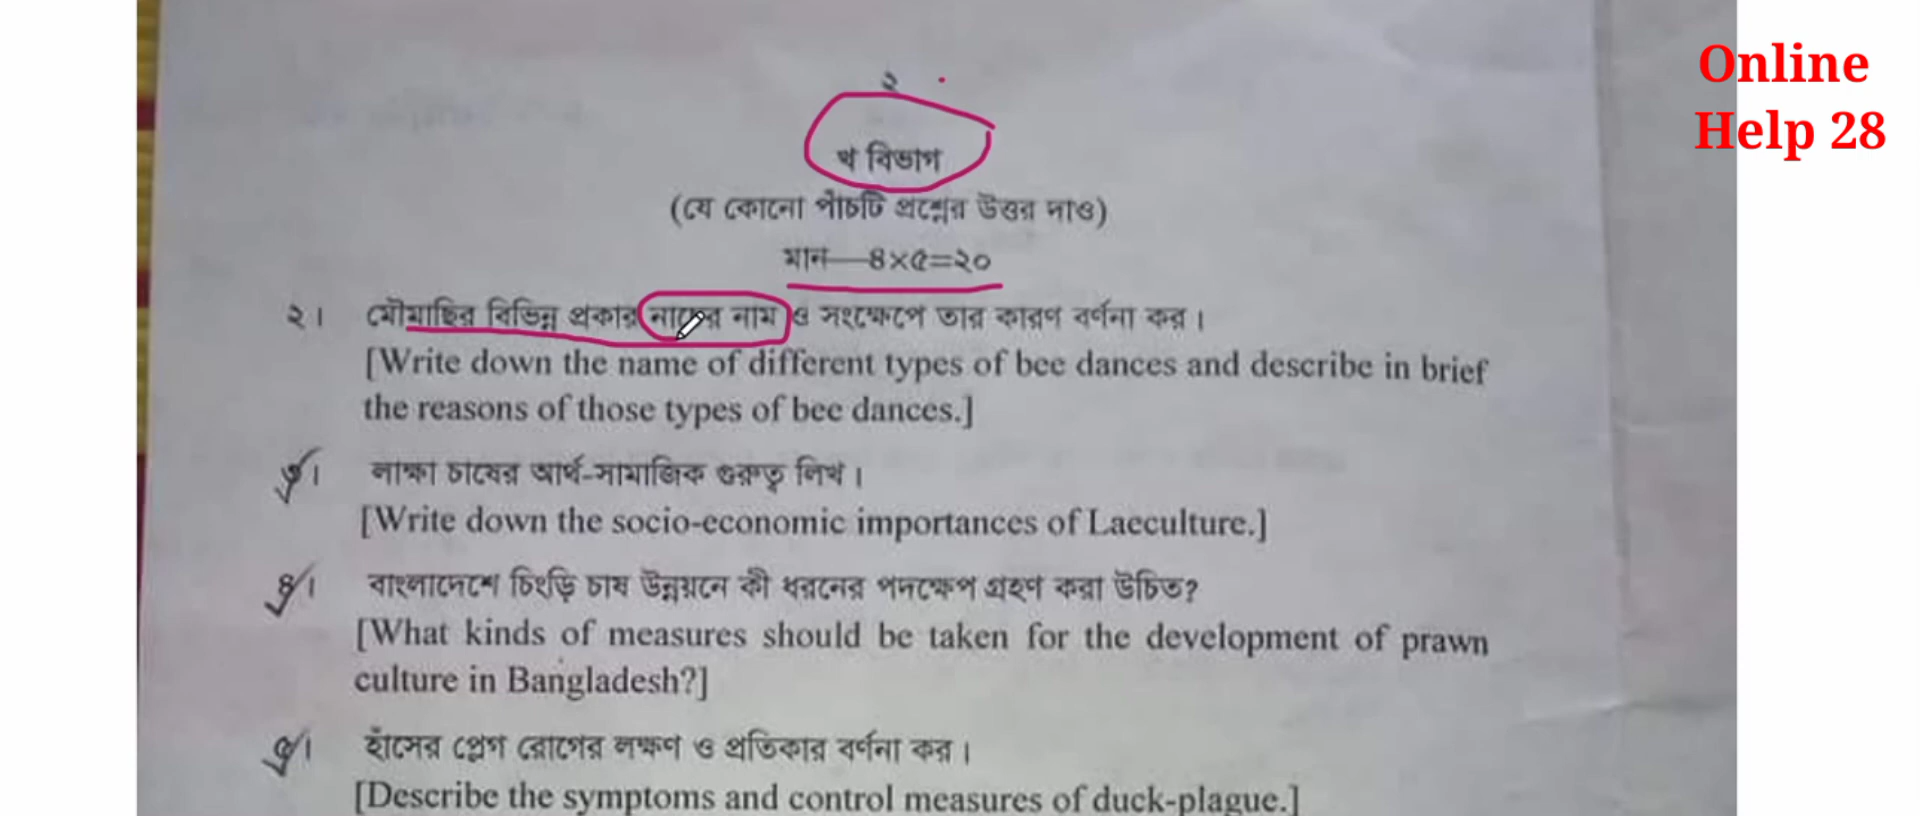 Online
Help 28
২
খ বিভাগ
(যে কোনো পাঁচটি প্রশ্নের উত্তর দাও)
মান—৪×৫=২০
২। মৌমাছির বিভিন্ন প্রকার নাচের নাম ও সংক্ষেপে তার কারণ বর্ণনা কর।
[Write down the name of different types of bee dances and describe in brief
the reasons of those types of bee dances.]
৩। লাক্ষা চাষের আর্থ-সামাজিক গুরুত্ব লিখ।
[Write down the socio-economic importances of Lacculture.]
৪। বাংলাদেশে চিংড়ি চাষ উন্নয়নে কী ধরনের পদক্ষেপ গ্রহণ করা উচিত?
[What kinds of measures should be taken for the development of prawn
culture in Bangladesh?]
৫। হাঁসের প্লেগ রোগের লক্ষণ ও প্রতিকার বর্ণনা কর।
[Describe the symptoms and control measures of duck-plague.]